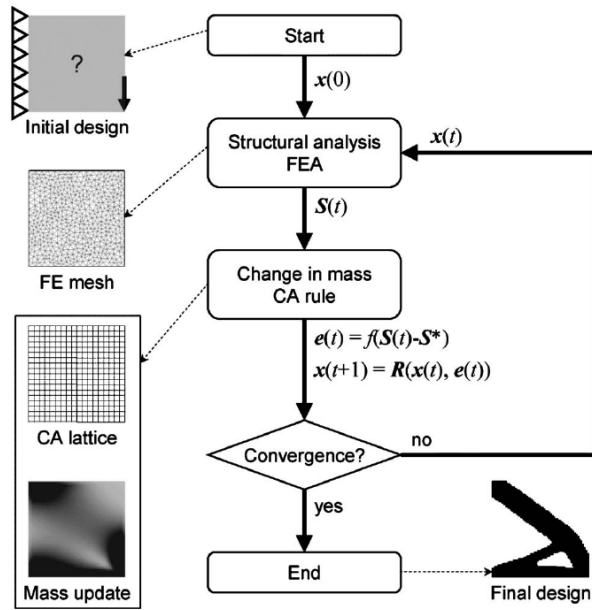 Start
?
Initial design
x(0)
Structural analysis
FEA
x(t)
S(t)
FE mesh
Change in mass
CA rule
e(t) = f(S(t)-S*)
x(t+1) = R(x(t), e(t))
CA lattice
Convergence?
no
yes
Mass update
End
Final design